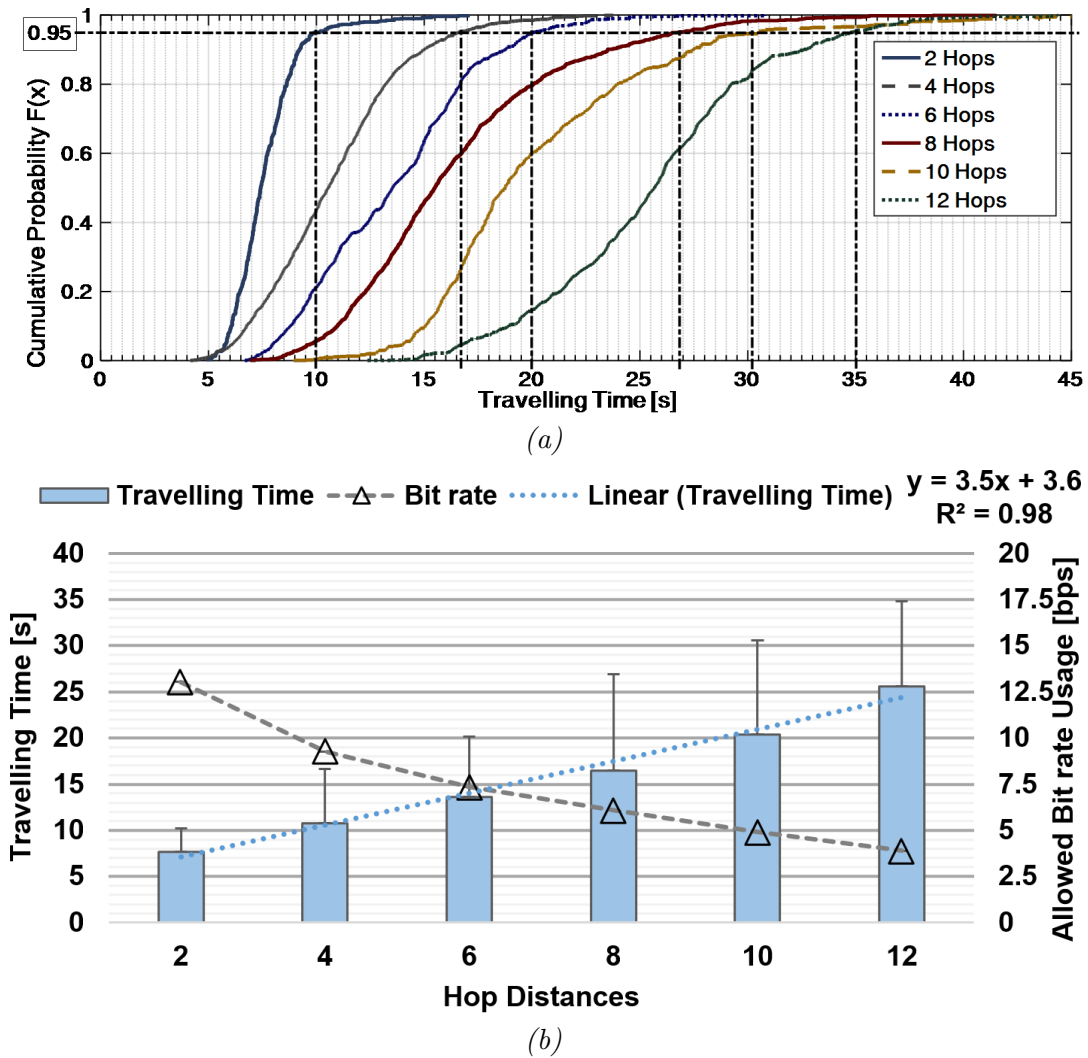 1
0.95
0.8
0.6
0.4
0.2
0
Cumulative Probability F(x)
2 Hops
4 Hops
6 Hops
8 Hops
10 Hops
12 Hops
0 5 10 15 20 25 30 35 40 45
Travelling Time [s]
(a)
Travelling Time Bit rate Linear (Travelling Time) y = 3.5x + 3.6
R² = 0.98
Travelling Time [s]
40
35
30
25
20
15
10
5
0
20
17.5
15
12.5
10
7.5
5
2.5
0
Allowed Bit rate Usage [bps]
2 4 6 8 10 12
Hop Distances
(b)